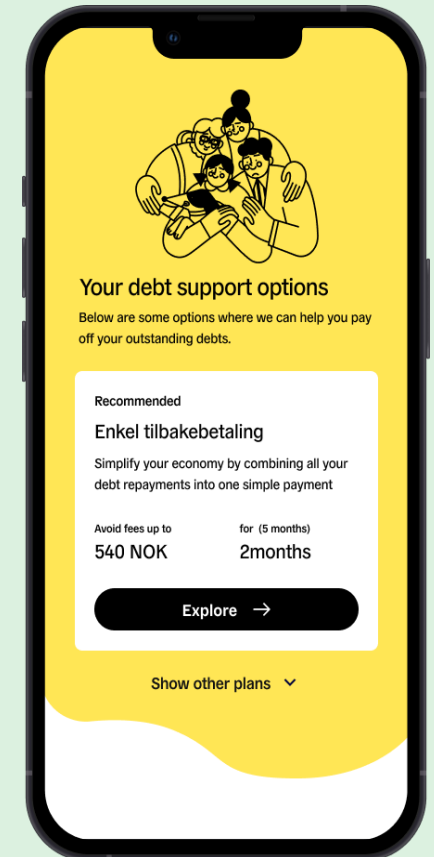 Your debt support options
Below are some options where we can help you pay
off your outstanding debts.
Recommended
Enkel tilbakebetaling
Simplify your economy by combining all your
debt repayments into one simple payment
Avoid fees up to
for (5 months)
540 NOK
2months
Explore →
Show other plans